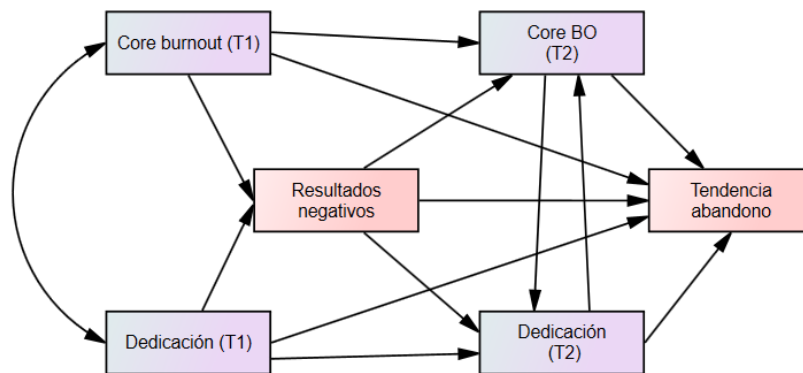 Core burnout (T1)
Core BO
(T2)
Resultados
negativos
Tendencia
abandono
Dedicación (T1)
Dedicación
(T2)